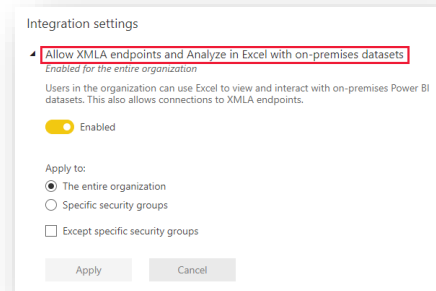 Integration settings
Allow XMLA endpoints and Analyze in Excel with on-premises datasets
Enabled for the entire organization
Users in the organization can use Excel to view and interact with on-premises Power BI
datasets. This also allows connections to XMLA endpoints.
Enabled
Apply to:
The entire organization
Specific security groups
Except specific security groups
Apply Cancel